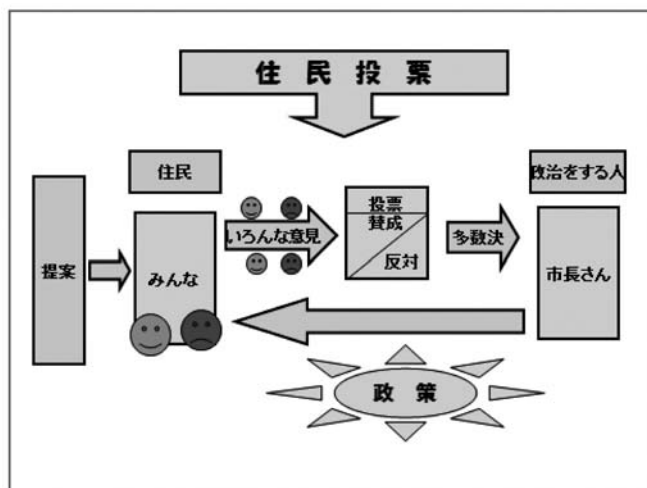 住民投票
住民
政治をする人
提案
みんな
いろんな意見
投票
賛成
反対
多数決
市長さん
政策